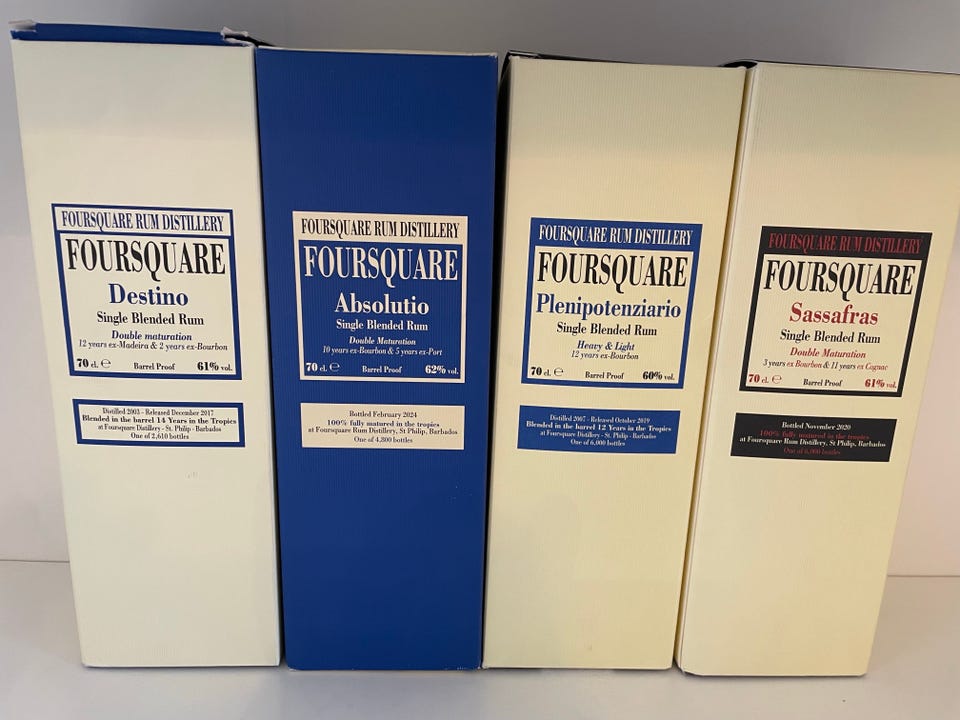 FOURSQUARE RUM DISTILLERY
FOURSQUARE
Destino
Single Blended Rum
Double maturation
12 years ex-Madeira & 2 years ex-Bourbon
70 cl. ℮ Barrel Proof 61% vol.
Distilled 2003 - Released December 2017
Blended in the barrel 14 Years in the Tropics
at Foursquare Distillery - St. Philip - Barbados
One of 2,610 bottles
FOURSQUARE RUM DISTILLERY
FOURSQUARE
Absolutio
Single Blended Rum
Double Maturation
10 years ex-Bourbon & 5 years ex-Port
70 cl. ℮ Barrel Proof 62% vol.
Bottled February 2024
100% fully matured in the tropics
at Foursquare Rum Distillery, St Philip, Barbados
One of 4,800 bottles
FOURSQUARE RUM DISTILLERY
FOURSQUARE
Plenipotenziario
Single Blended Rum
Heavy & Light
12 years ex-Bourbon
70 cl. ℮ Barrel Proof 60% vol.
Distilled 2007 - Released October 2019
Blended in the barrel 12 Years in the Tropics
at Foursquare Distillery - St. Philip - Barbados
One of 6,000 bottles
FOURSQUARE RUM DISTILLERY
FOURSQUARE
Sassafras
Single Blended Rum
Double Maturation
3 years ex Bourbon & 11 years ex Cognac
70 cl. ℮ Barrel Proof 61% vol.
Bottled November 2020
100% fully matured in the tropics
at Foursquare Rum Distillery, St Philip, Barbados
One of 6,000 bottles